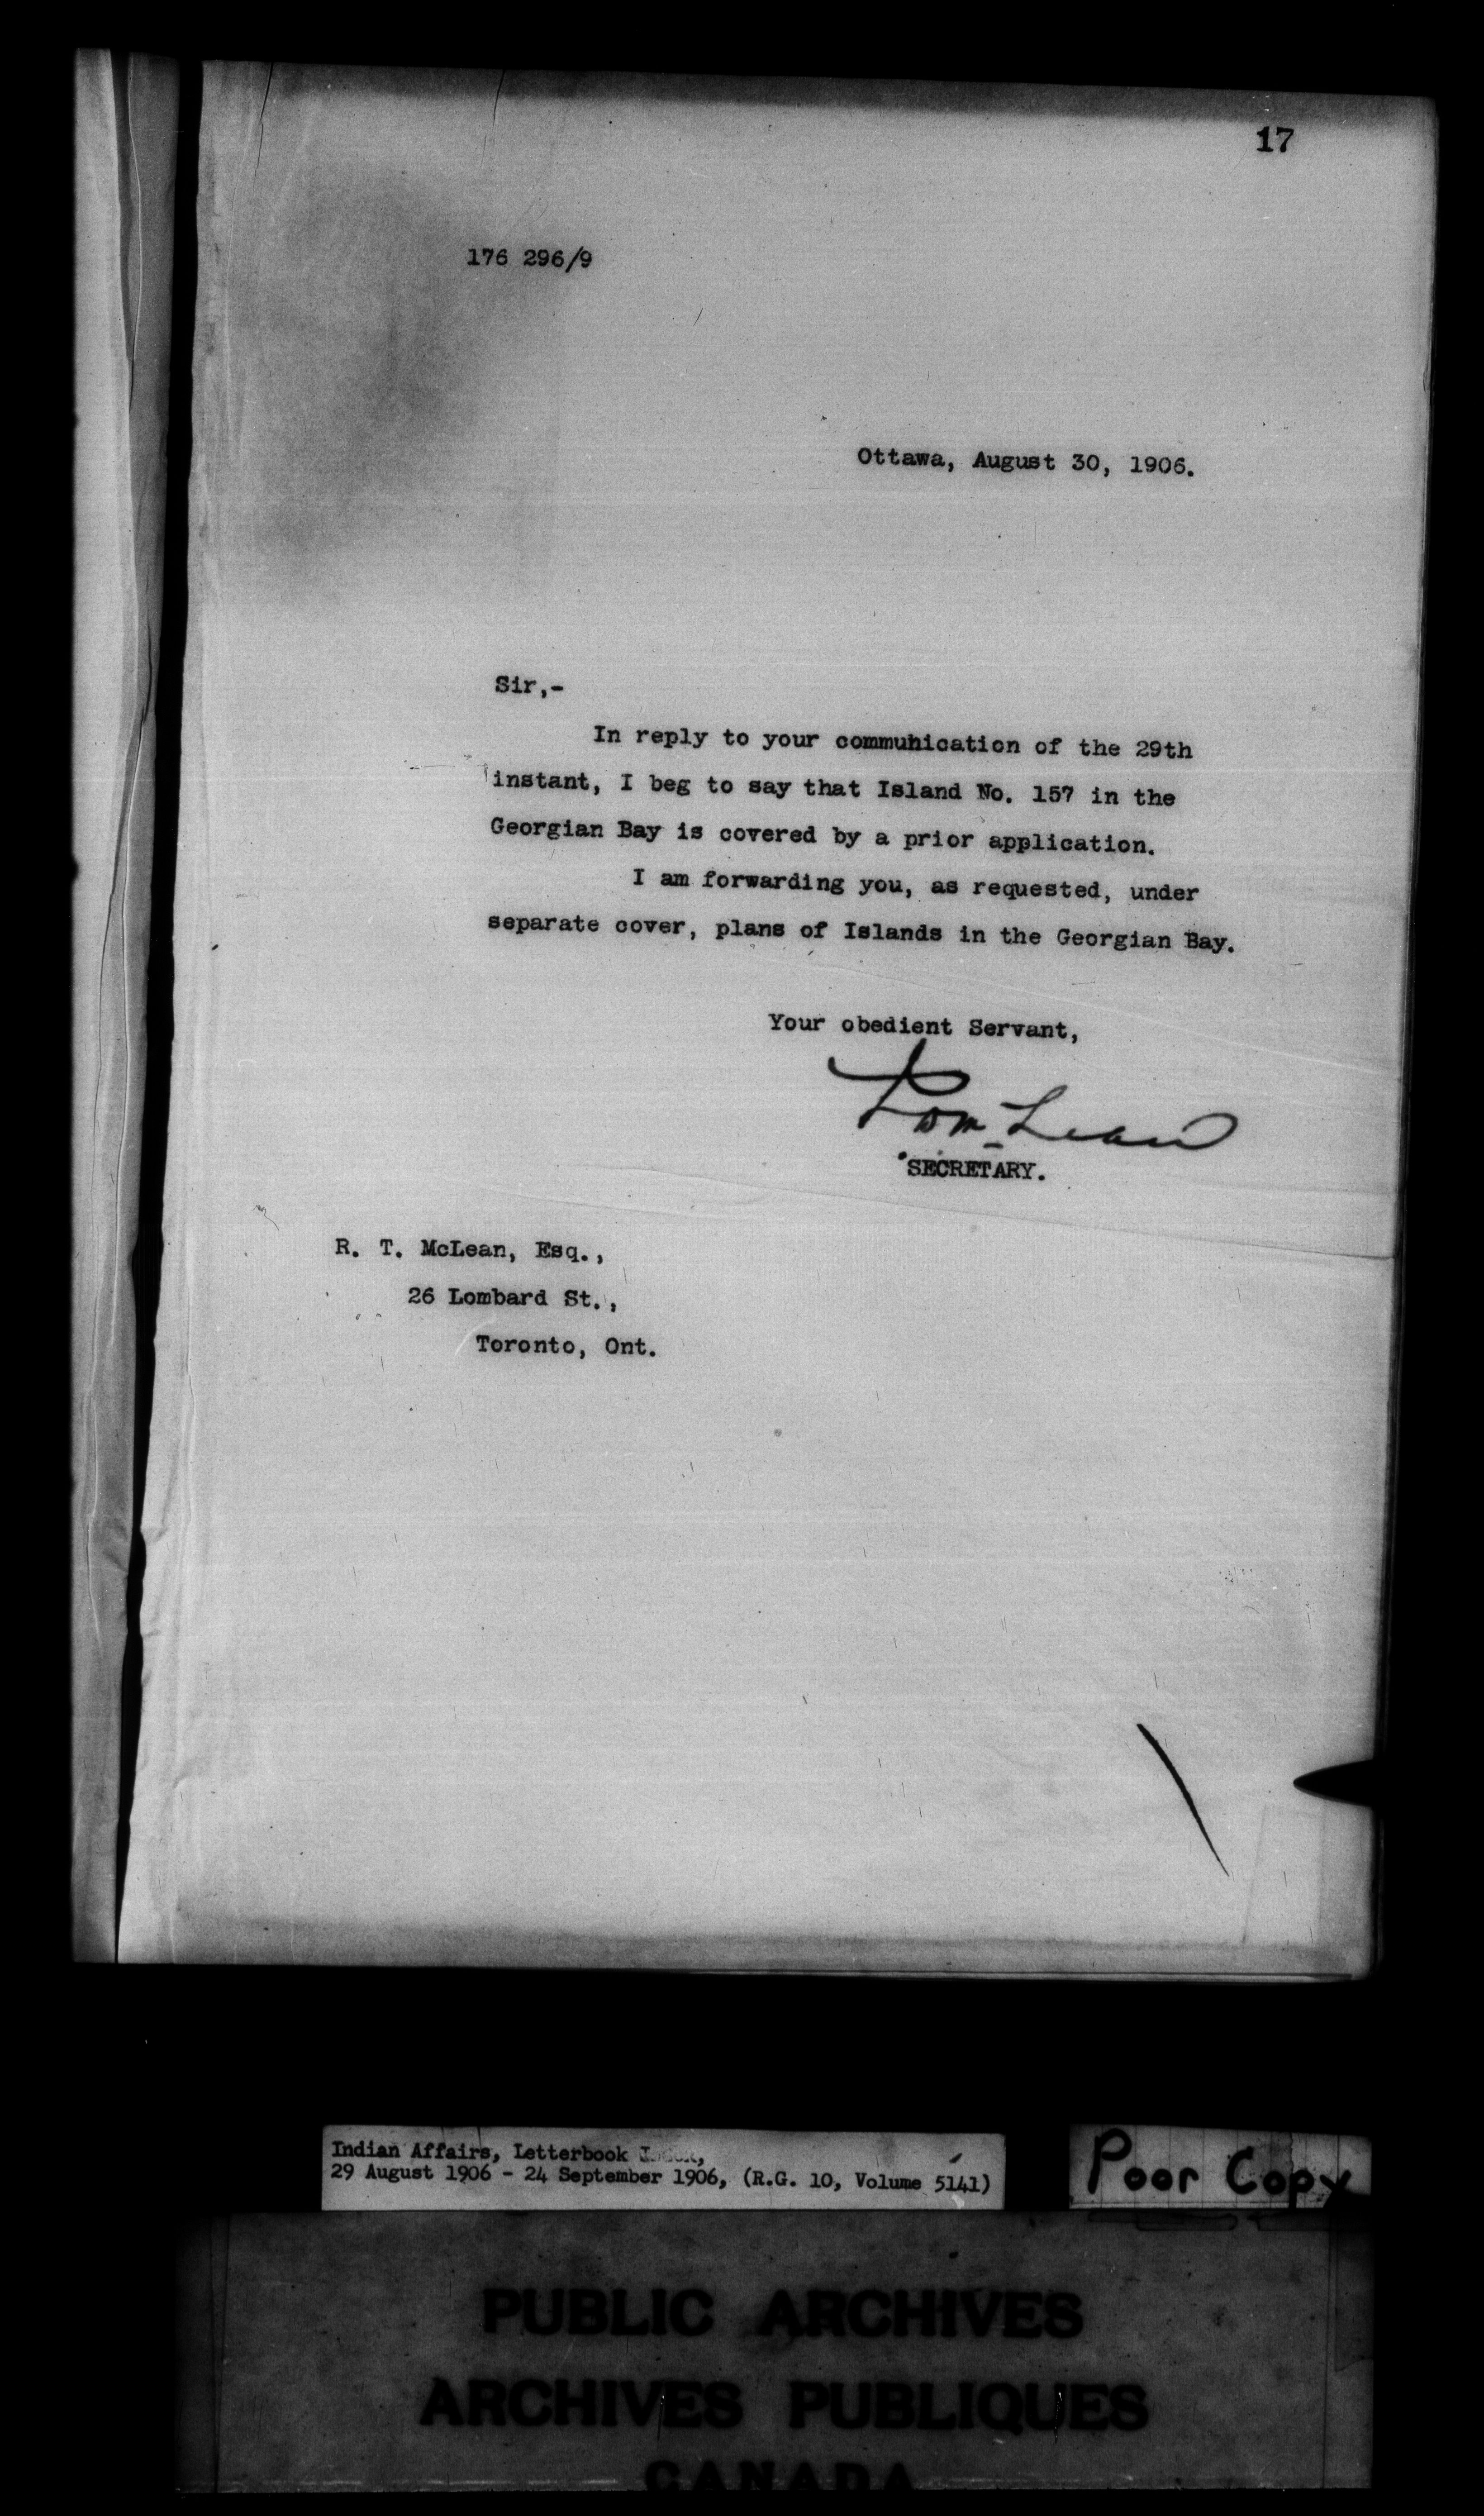 17
176 296/9
Ottawa, August 30, 1906.
Sir,-
In reply to your communication of the 29th
instant, I beg to say that Island No. 157 in the
Georgian Bay is covered by a prior application.
I am forwarding you, as requested, under
separate cover, plans of Islands in the Georgian Bay.
Your obedient Servant,
SECRETARY.
R. T. McLean, Esq.,
26 Lombard St.,
Toronto, Ont.
Indian Affairs, Letterbook
29 August 1906 - 24 September 1906, (R.G. 10, Volume 5141)
Poor Copy
PUBLIC ARCHIVES
ARCHIVES PUBLIQUES
CANADA